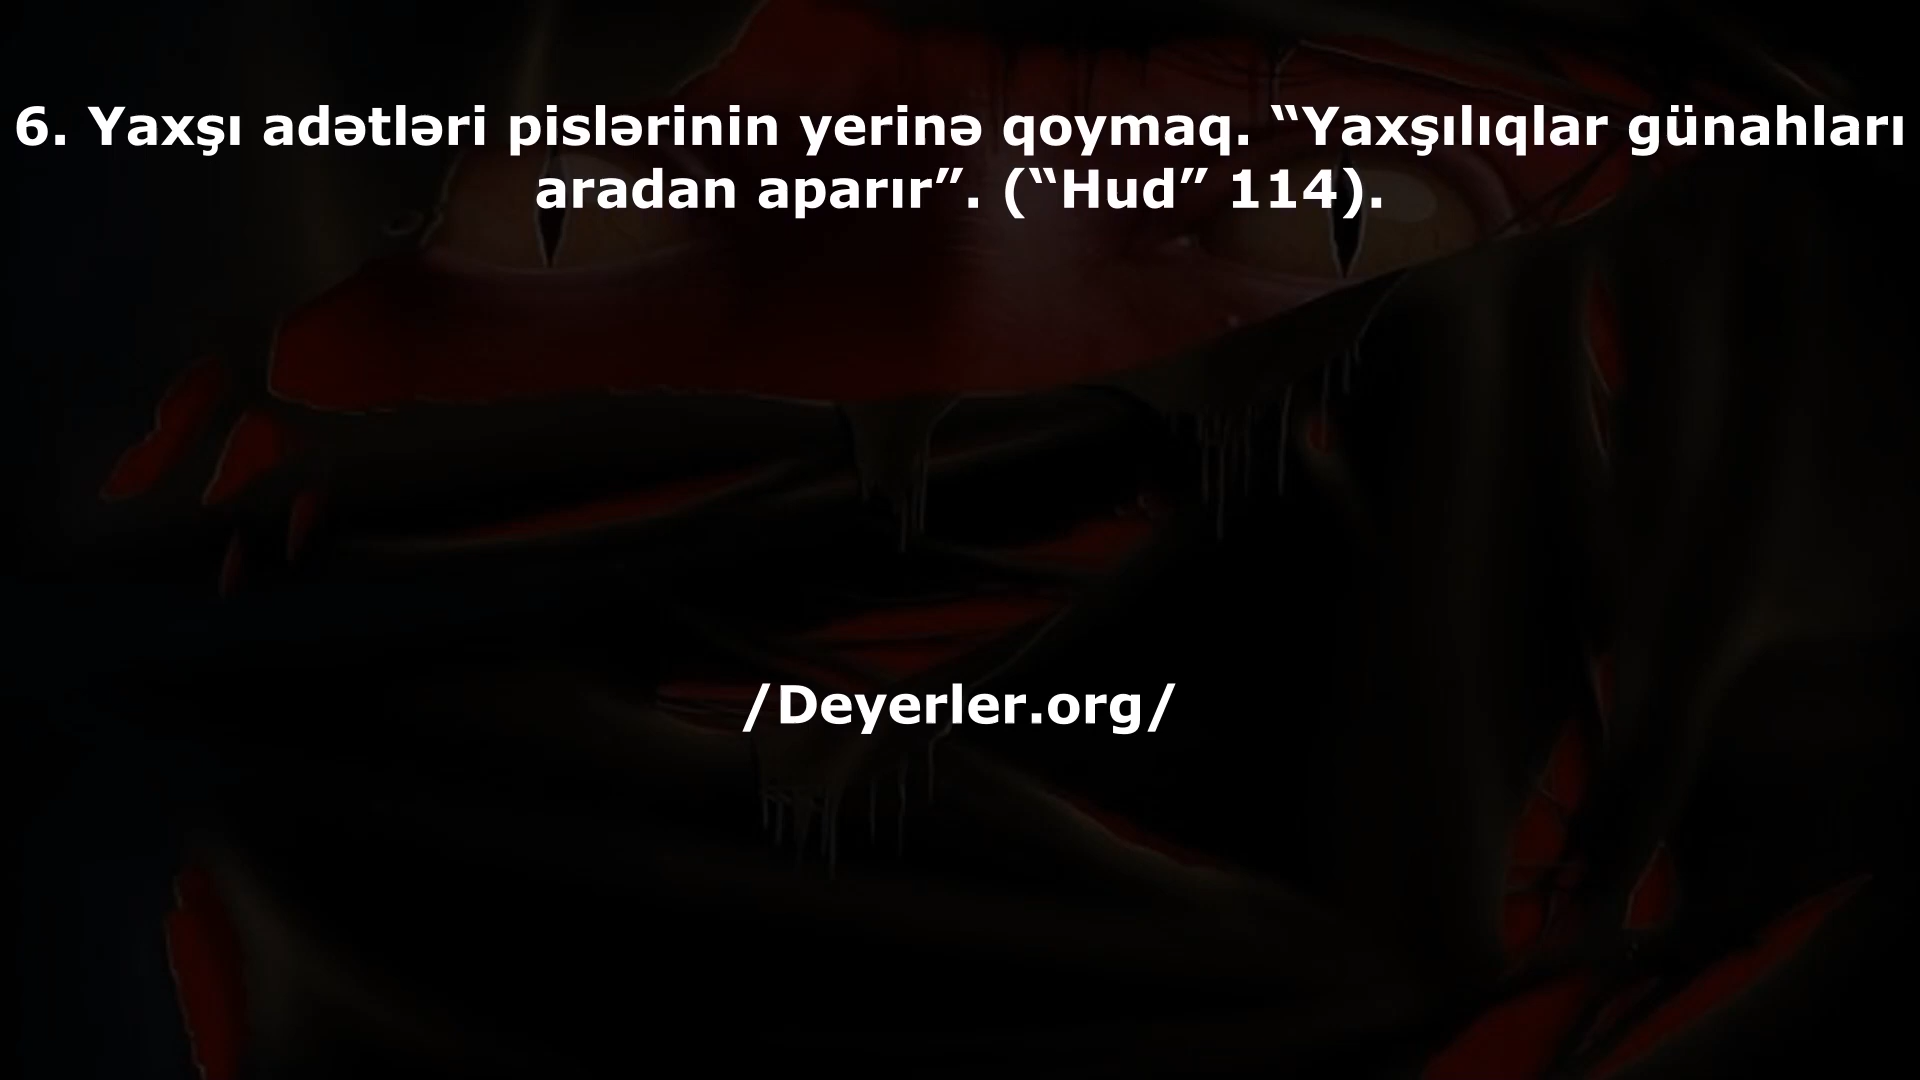 6. Yaxşı adətləri pislərinin yerinə qoymaq. “Yaxşılıqlar günahları
aradan aparır”. (“Hud” 114).
/Deyerler.org/